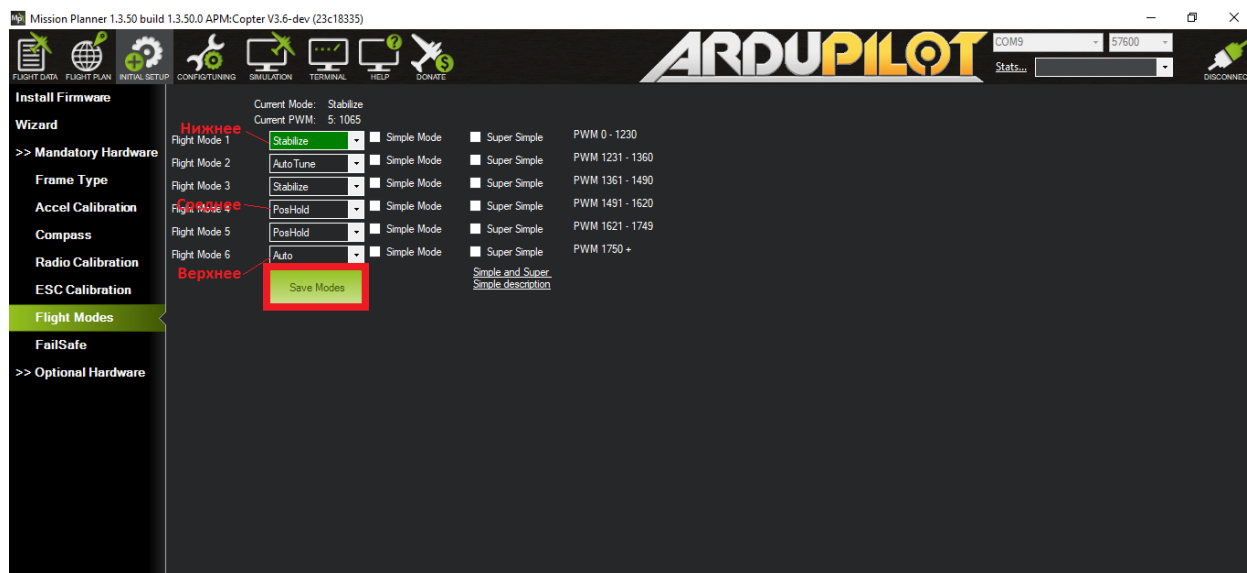 Mission Planner 1.3.50 build 1.3.50.0 APM:Copter V3.6-dev (23c18335)
FLIGHT DATA FLIGHT PLAN INITIAL SETUP CONFIG/TUNING SIMULATION TERMINAL HELP DONATE
ARDUPILOT
COM9 57600
Stats...
DISCONNEC
Install Firmware
Wizard
>> Mandatory Hardware
Frame Type
Accel Calibration
Compass
Radio Calibration
ESC Calibration
Flight Modes
FailSafe
>> Optional Hardware
Current Mode: Stabilize
Current PWM: 5: 1065
Нижнее
Flight Mode 1 Stabilize Simple Mode Super Simple PWM 0 - 1230
Flight Mode 2 AutoTune Simple Mode Super Simple PWM 1231 - 1360
Flight Mode 3 Stabilize Simple Mode Super Simple PWM 1361 - 1490
Среднее
Flight Mode 4 PosHold Simple Mode Super Simple PWM 1491 - 1620
Flight Mode 5 PosHold Simple Mode Super Simple PWM 1621 - 1749
Flight Mode 6 Auto Simple Mode Super Simple PWM 1750 +
Верхнее
Save Modes
Simple and Super
Simple description